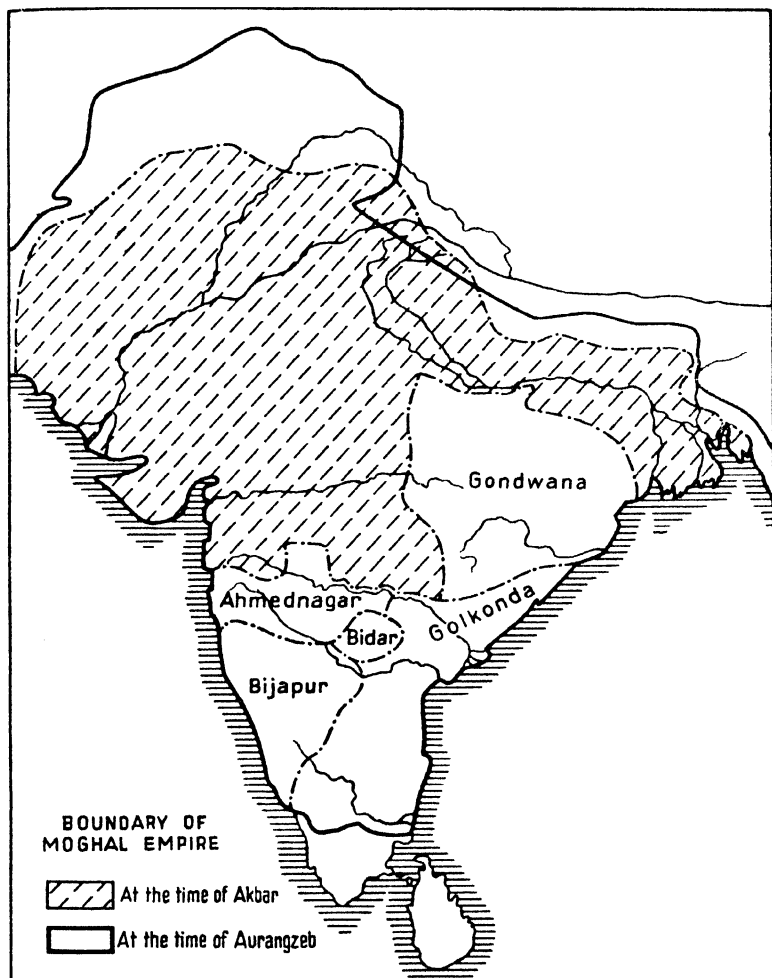 Gondwana
Ahmednagar
Golkonda
Bidar
Bijapur
BOUNDARY OF
MOGHAL EMPIRE
At the time of Akbar
At the time of Aurangzeb